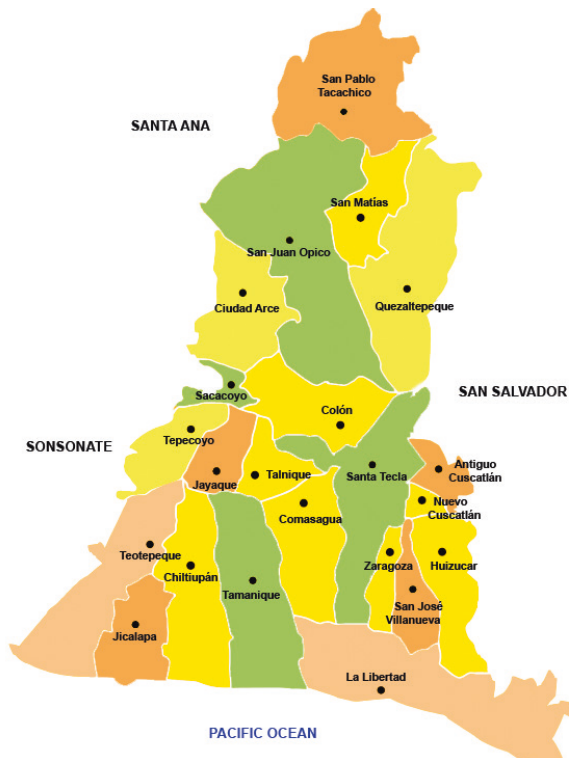 San Pablo
Tacachico
SANTA ANA
San Matías
San Juan Opico
Ciudad Arce
Quezaltepeque
Sacacoyo
SAN SALVADOR
Colón
SONSONATE
Tepecoyo
Jayaque
Talnique
Santa Tecla
Antiguo
Cuscatlán
Comasagua
Nuevo
Cuscatlán
Teotepeque
Chiltiupán
Zaragoza
Huizucar
Tamanique
San José
Villanueva
Jicalapa
La Libertad
PACIFIC OCEAN